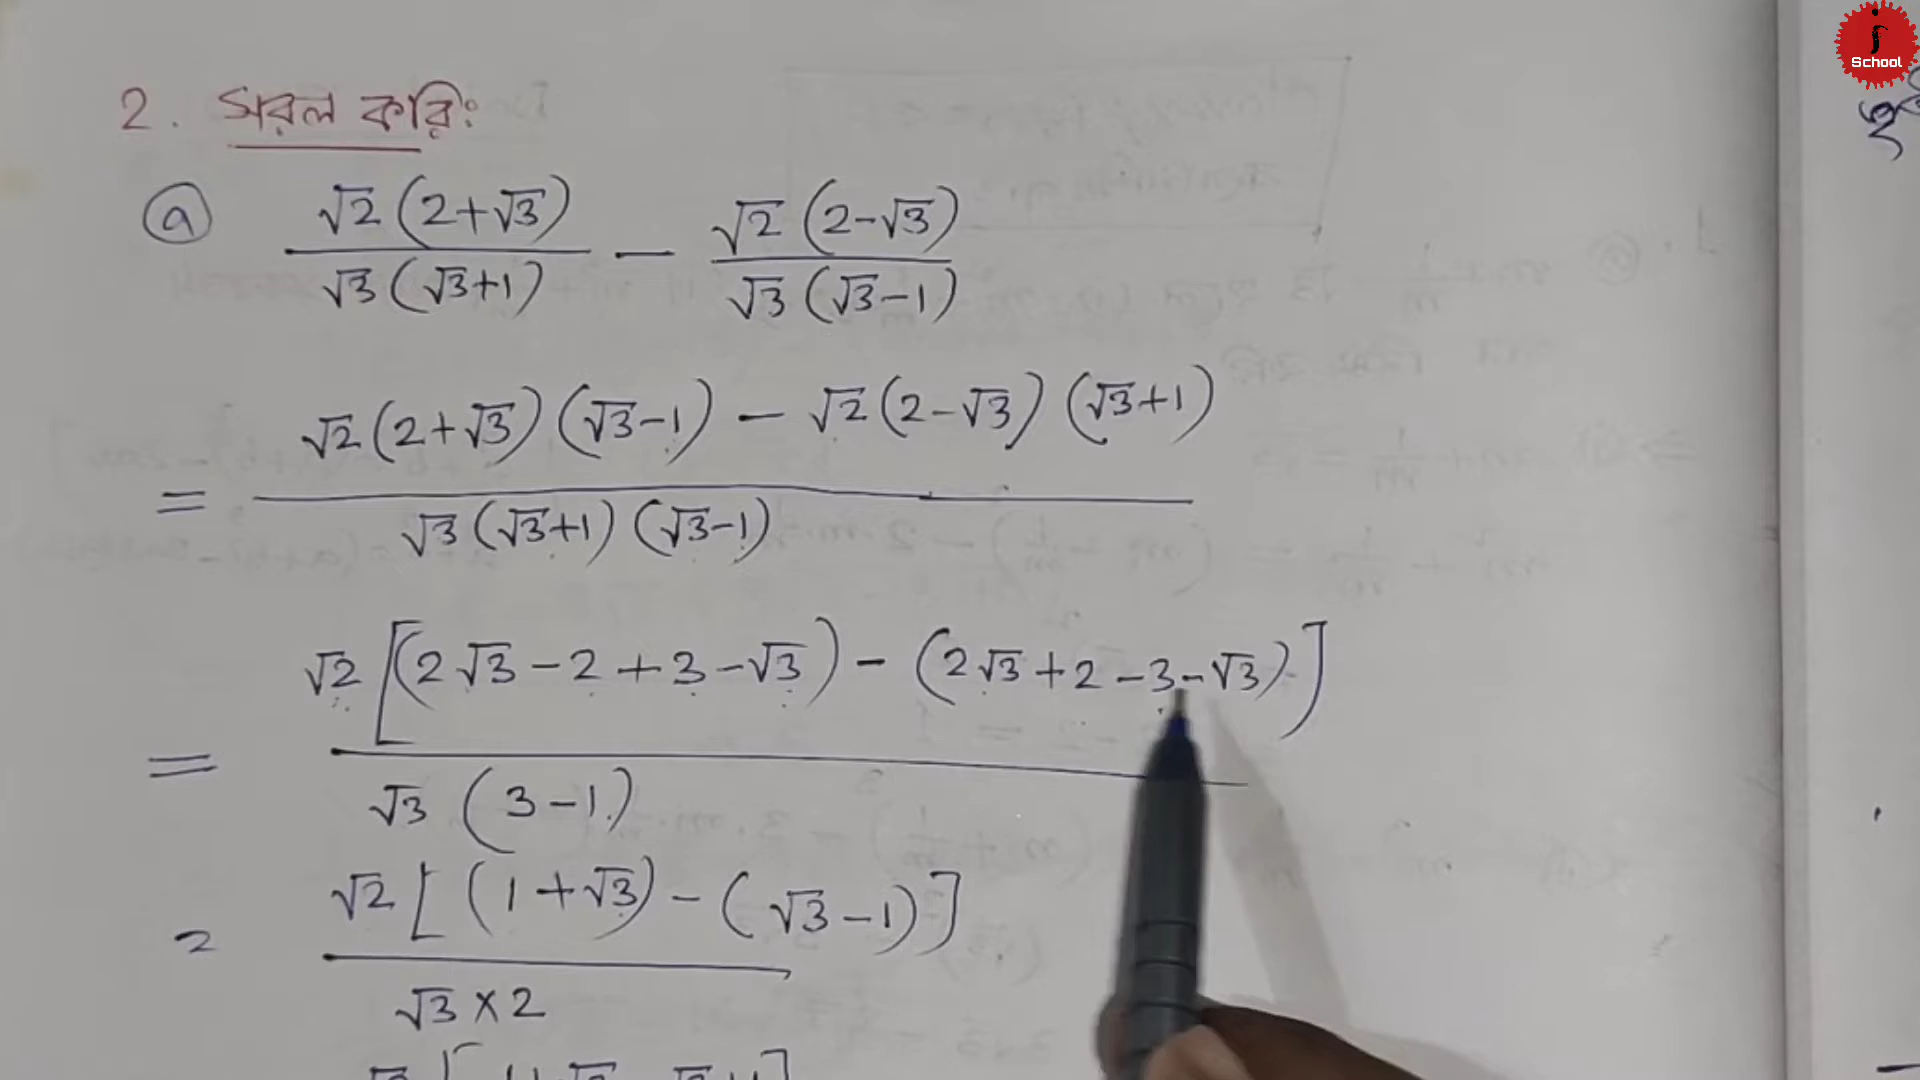 School
2. সরল করি:
ⓐ √2(2+√3)/√3(√3+1) − √2(2-√3)/√3(√3-1)
= √2(2+√3)(√3-1) − √2(2-√3)(√3+1)/√3(√3+1)(√3-1)
= √2[(2√3-2+3-√3) - (2√3+2-3-√3)]/√3(3-1)
= √2[(1+√3) - (√3-1)]/√3×2